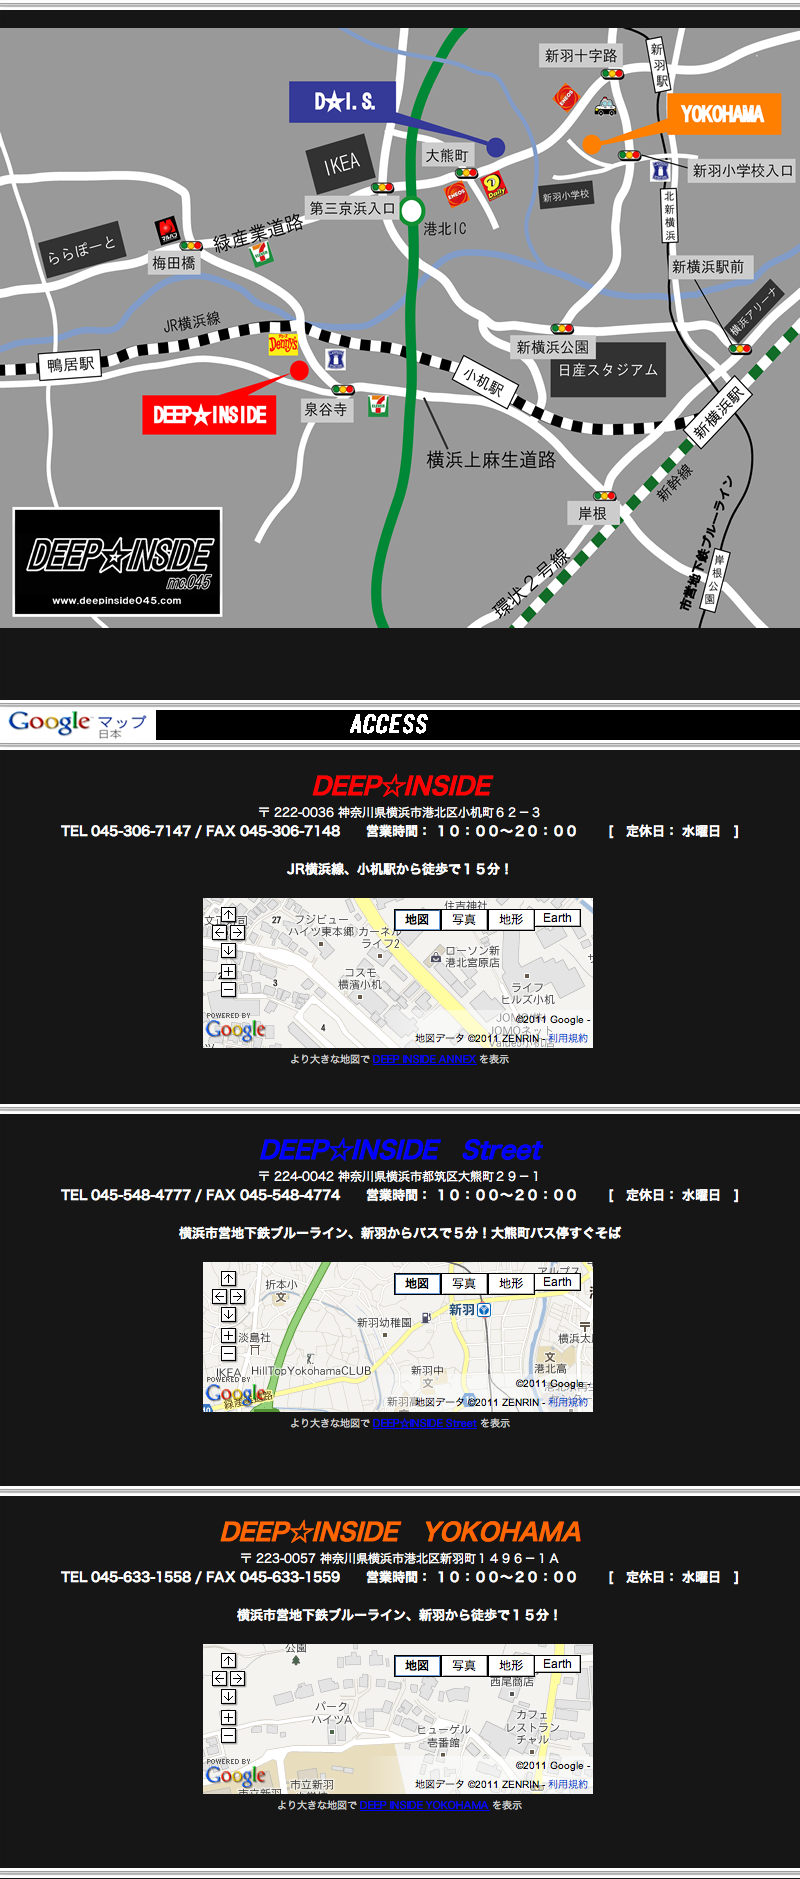 新羽十字路
新羽駅
ENEOS
D☆I.S.
YOKOHAMA
大熊町
IKEA
新羽小学校入口
Daily
ENEOS
新羽小学校
第三京浜入口
北新横浜
港北IC
マルハン
緑産業道路
ららぽーと
梅田橋
新横浜駅前
横浜アリーナ
JR横浜線
Denny's
新横浜公園
鴨居駅
日産スタジアム
小机駅
DEEP☆INSIDE
泉谷寺
新横浜駅
横浜上麻生道路
新幹線
岸根
市営地下鉄ブルーライン
DEEP☆INSIDE
mc.045
www.deepinside045.com
環状2号線
岸根公園
Google マップ
日本
ACCESS
DEEP☆INSIDE
〒 222-0036 神奈川県横浜市港北区小机町６２－３
TEL 045-306-7147 / FAX 045-306-7148　営業時間： １０：００～２０：００　[　定休日： 水曜日　]
JR横浜線、小机駅から徒歩で１５分！
住吉神社
地図 写真 地形 Earth
27 フジビュー
ハイツ東本郷 カーネル
ライフ2
ローソン新
港北宮原店
コスモ
横濱小机
3
ライフ
ヒルズ小机
4
POWERED BY
Google
©2011 Google -
JOMOネット
地図データ ©2011 ZENRIN - 利用規約
より大きな地図で DEEP INSIDE ANNEX を表示
DEEP☆INSIDE　Street
〒 224-0042 神奈川県横浜市都筑区大熊町２９－１
TEL 045-548-4777 / FAX 045-548-4774　営業時間： １０：００～２０：００　[　定休日： 水曜日　]
横浜市営地下鉄ブルーライン、新羽からバスで５分！大熊町バス停すぐそば
アルプス
地図 写真 地形 Earth
折本小
新羽
新羽幼稚園
淡島社
IKEA HillTopYokohamaCLUB
新羽中
港北高
POWERED BY
Google
©2011 Google -
緑産業道路
新羽高
地図データ ©2011 ZENRIN - 利用規約
より大きな地図で DEEP☆INSIDE Street を表示
DEEP☆INSIDE　YOKOHAMA
〒 223-0057 神奈川県横浜市港北区新羽町１４９６－１A
TEL 045-633-1558 / FAX 045-633-1559　営業時間： １０：００～２０：００　[　定休日： 水曜日　]
横浜市営地下鉄ブルーライン、新羽から徒歩で１５分！
公園
地図 写真 地形 Earth
西尾商店
パーク
ハイツA
カフェ
レストラン
チャル
ヒューゲル
壱番館
POWERED BY
Google
©2011 Google -
市立新羽
地図データ ©2011 ZENRIN - 利用規約
より大きな地図で DEEP INSIDE YOKOHAMA を表示